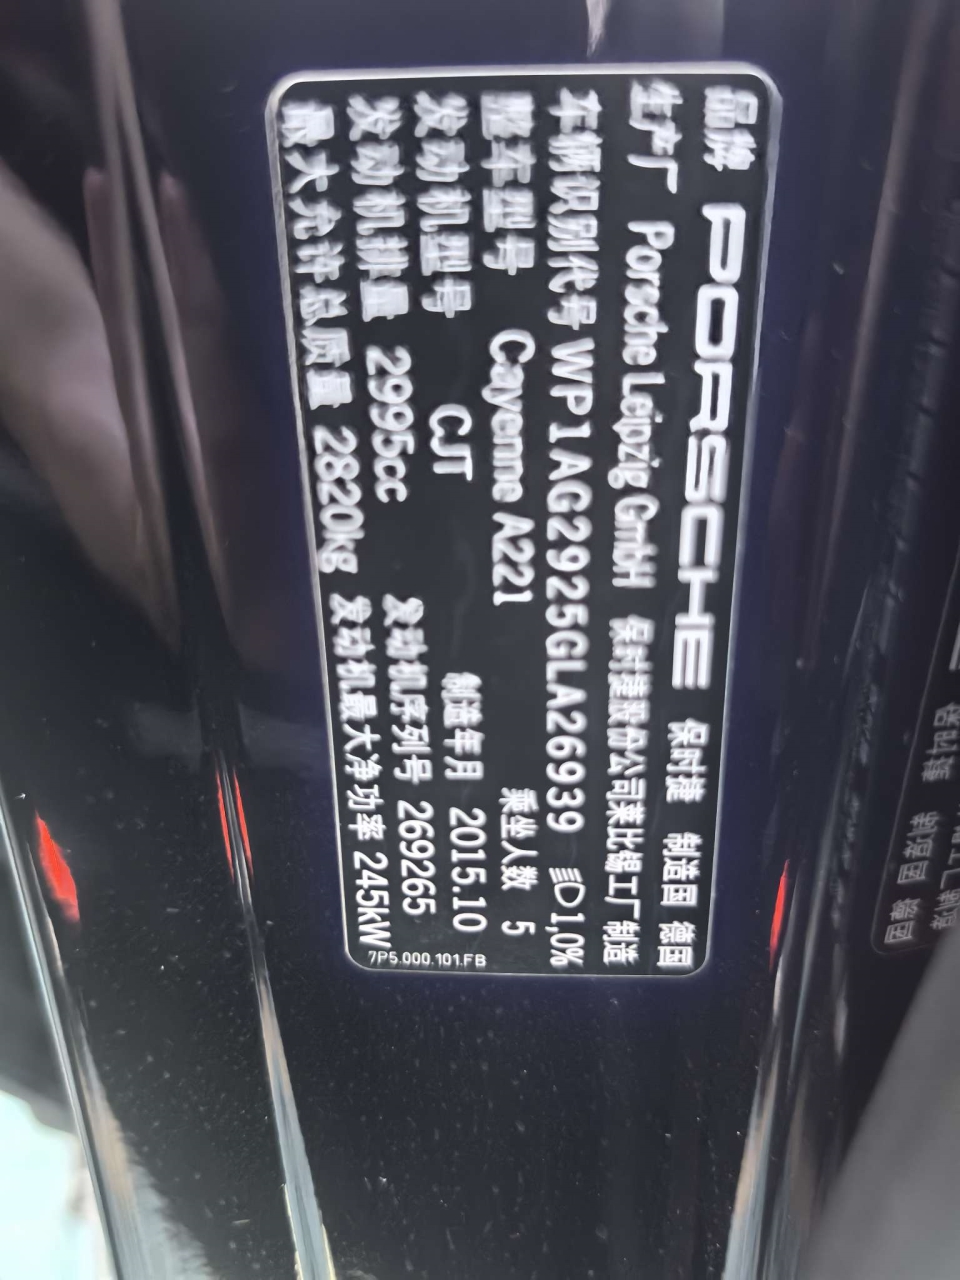 品牌 PORSCHE 保时捷 制造国 德国
生产厂 Porsche Leipzig GmbH 保时捷股份公司莱比锡工厂制造
车辆识别代号 WP1AG2925GLA26939 1,0%
整车型号 Cayenne A221 乘坐人数 5
发动机型号 CJT 制造年月 2015.10
发动机排量 2995cc 发动机序列号 269265
最大允许总质量 2820kg 发动机最大净功率 245kW
7P5.000.101.FB